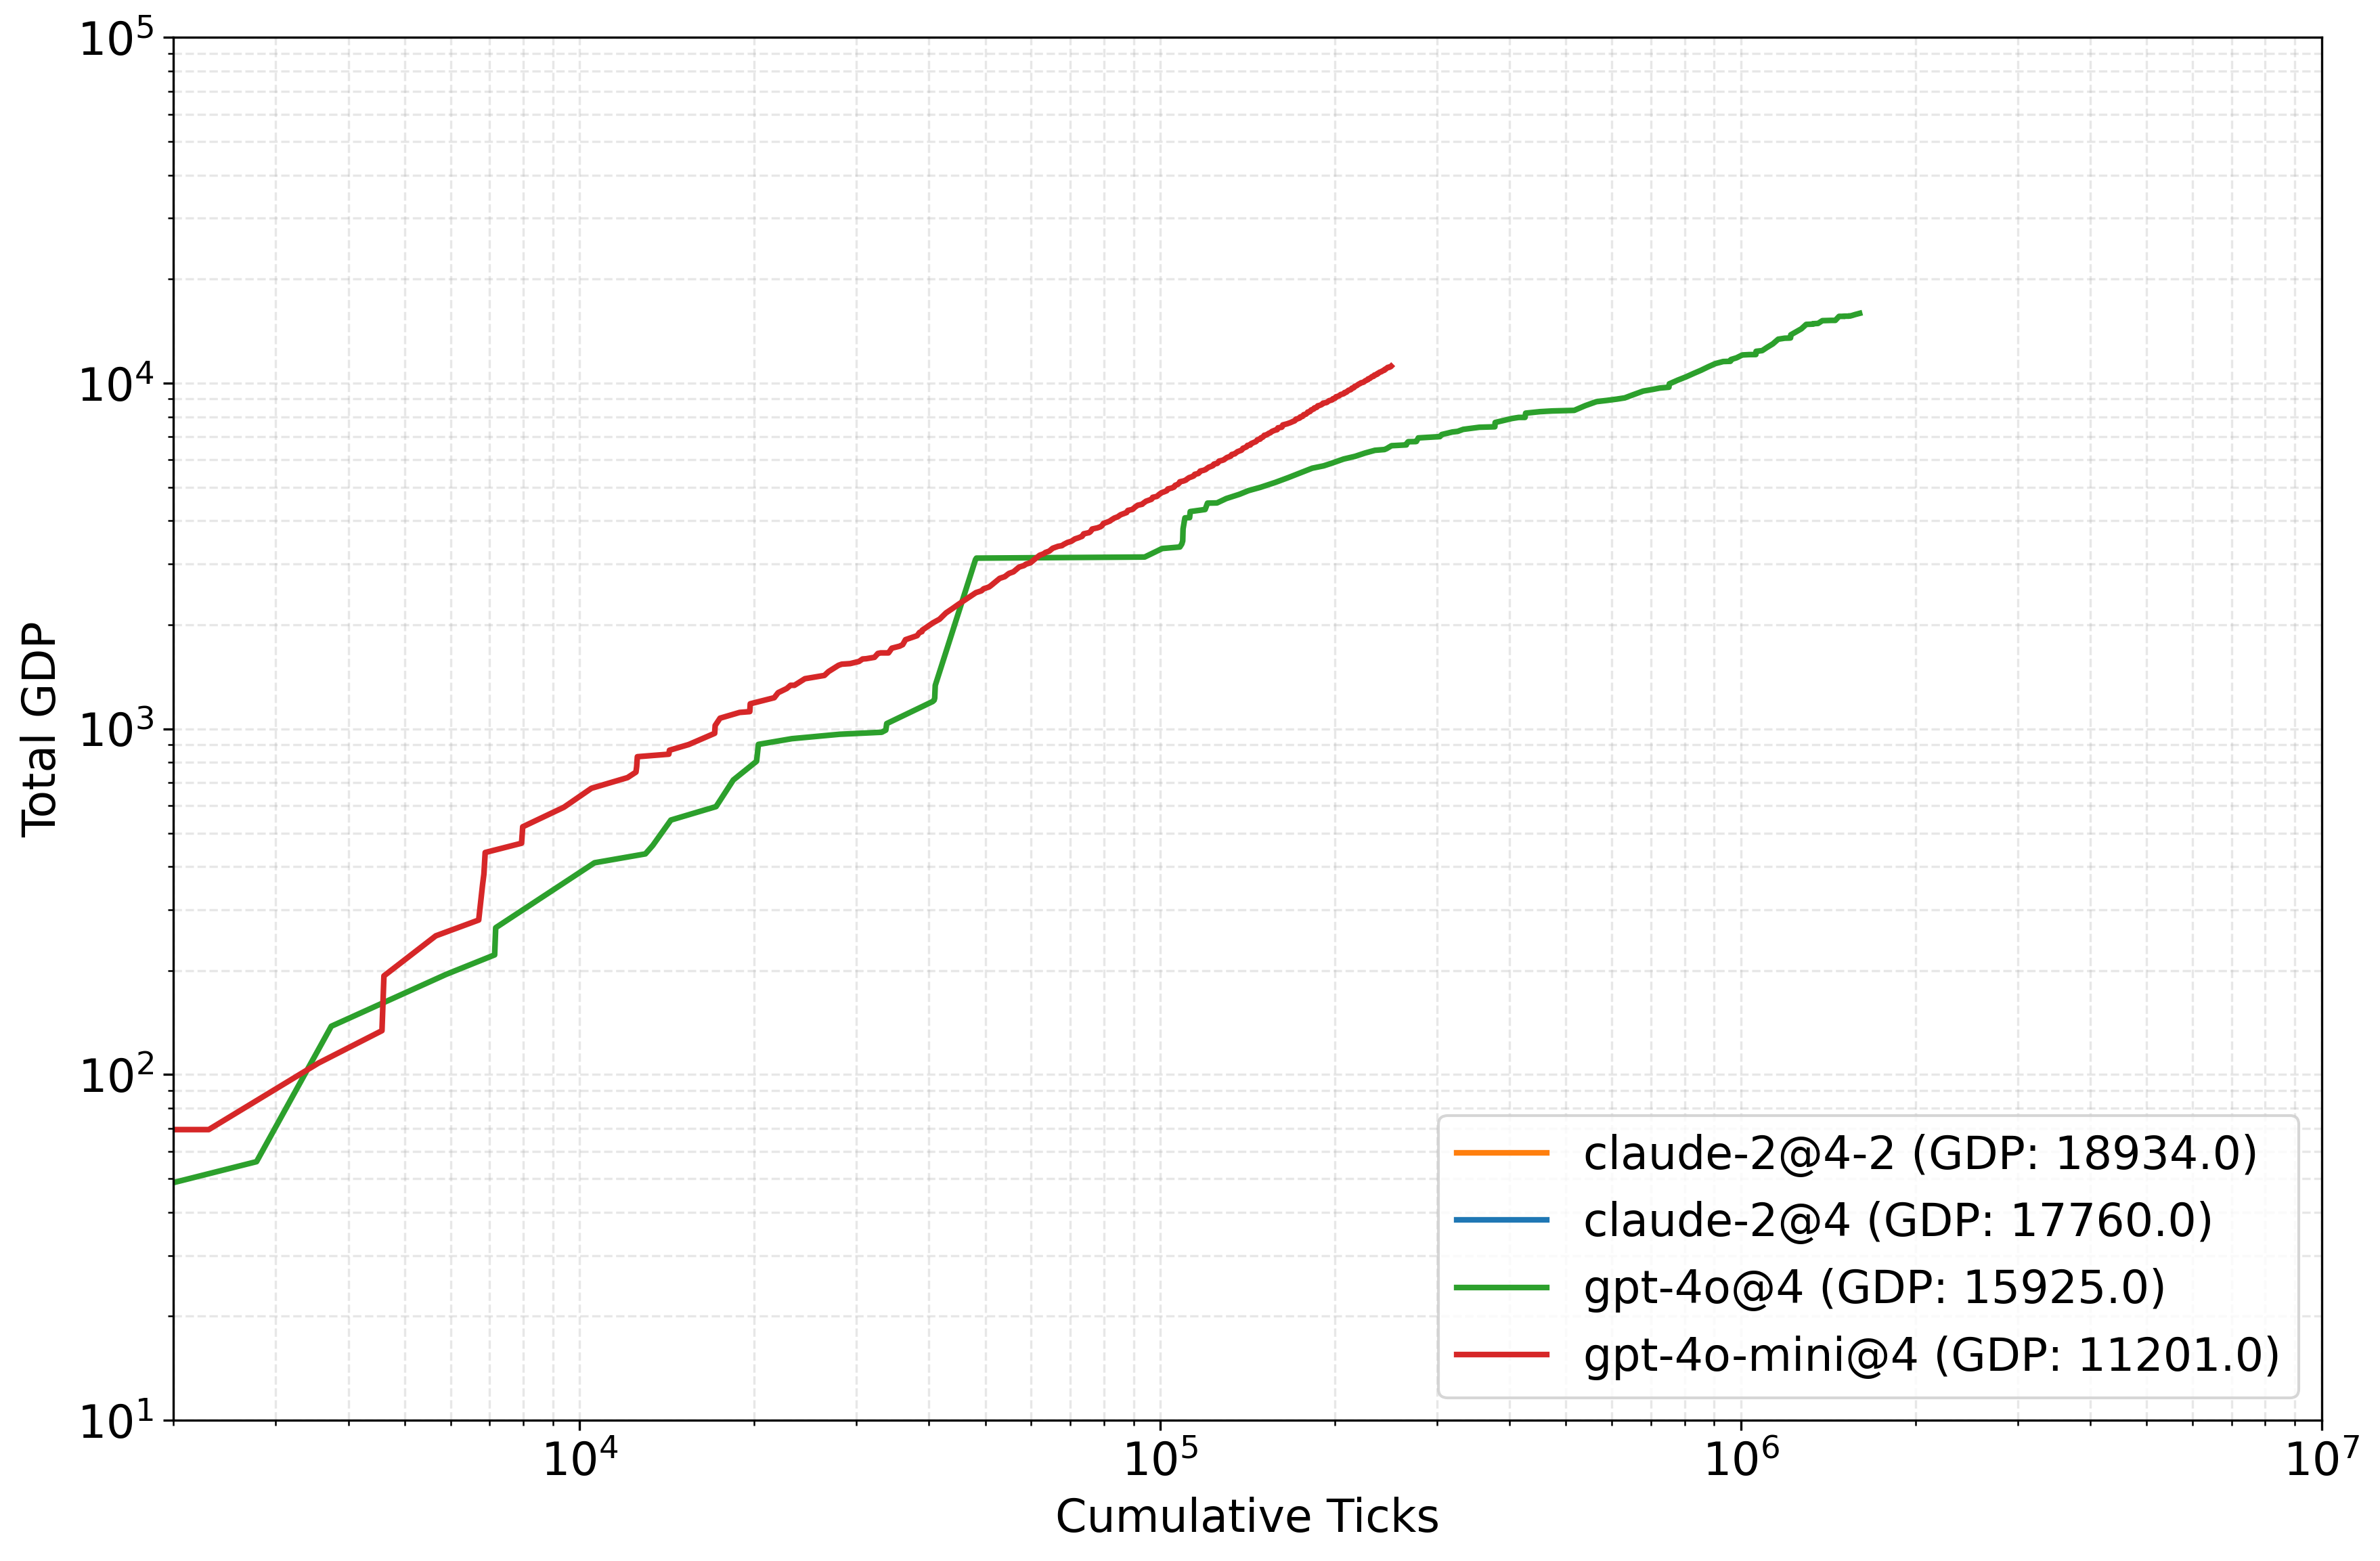 10^5
10^4
10^3
10^2
10^1
Total GDP
claude-2@4-2 (GDP: 18934.0)
claude-2@4 (GDP: 17760.0)
gpt-4o@4 (GDP: 15925.0)
gpt-4o-mini@4 (GDP: 11201.0)
10^4 10^5 10^6 10^7
Cumulative Ticks